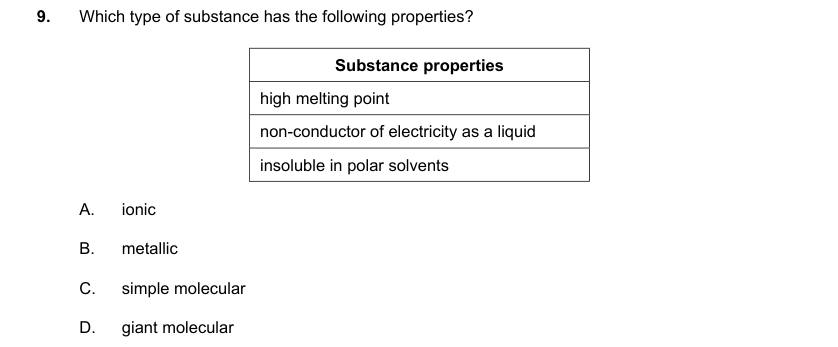 9. Which type of substance has the following properties?
Substance properties
high melting point
non-conductor of electricity as a liquid
insoluble in polar solvents
A. ionic
B. metallic
C. simple molecular
D. giant molecular